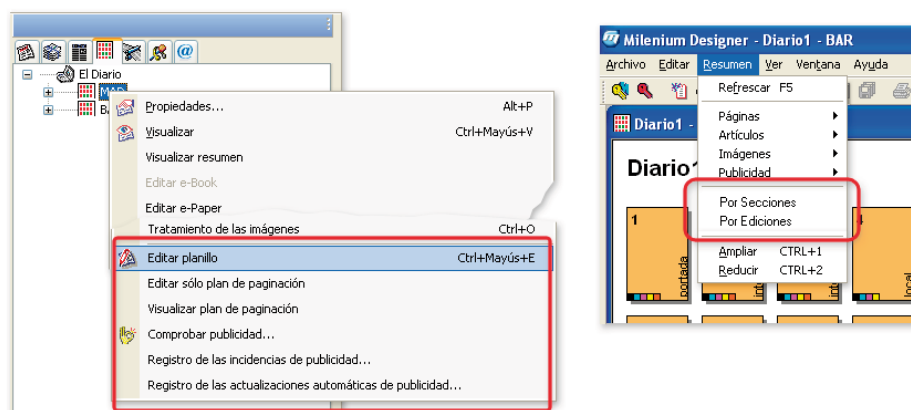 El Diario
MAD
Propiedades... Alt+P
Visualizar Ctrl+Mayús+V
Visualizar resumen
Editar e-Book
Editar e-Paper
Tratamiento de las imágenes Ctrl+O
Editar planillo Ctrl+Mayús+E
Editar sólo plan de paginación
Visualizar plan de paginación
Comprobar publicidad...
Registro de las incidencias de publicidad...
Registro de las actualizaciones automáticas de publicidad...
Milenium Designer - Diario1 - BAR
Archivo Editar Resumen Ver Ventana Ayuda
Refrescar F5
Páginas
Artículos
Imágenes
Publicidad
Por Secciones
Por Ediciones
Ampliar CTRL+1
Reducir CTRL+2
Diario1 -
Diario1
1
portada
local